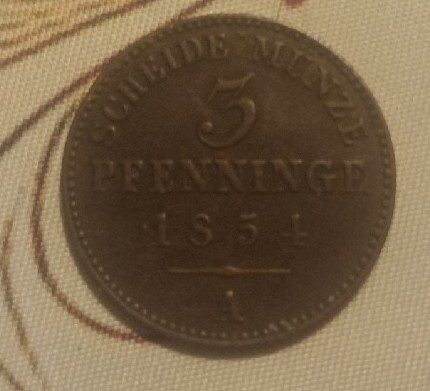 SCHEIDE MÜNZE
3
PFENNINGE
1854
A